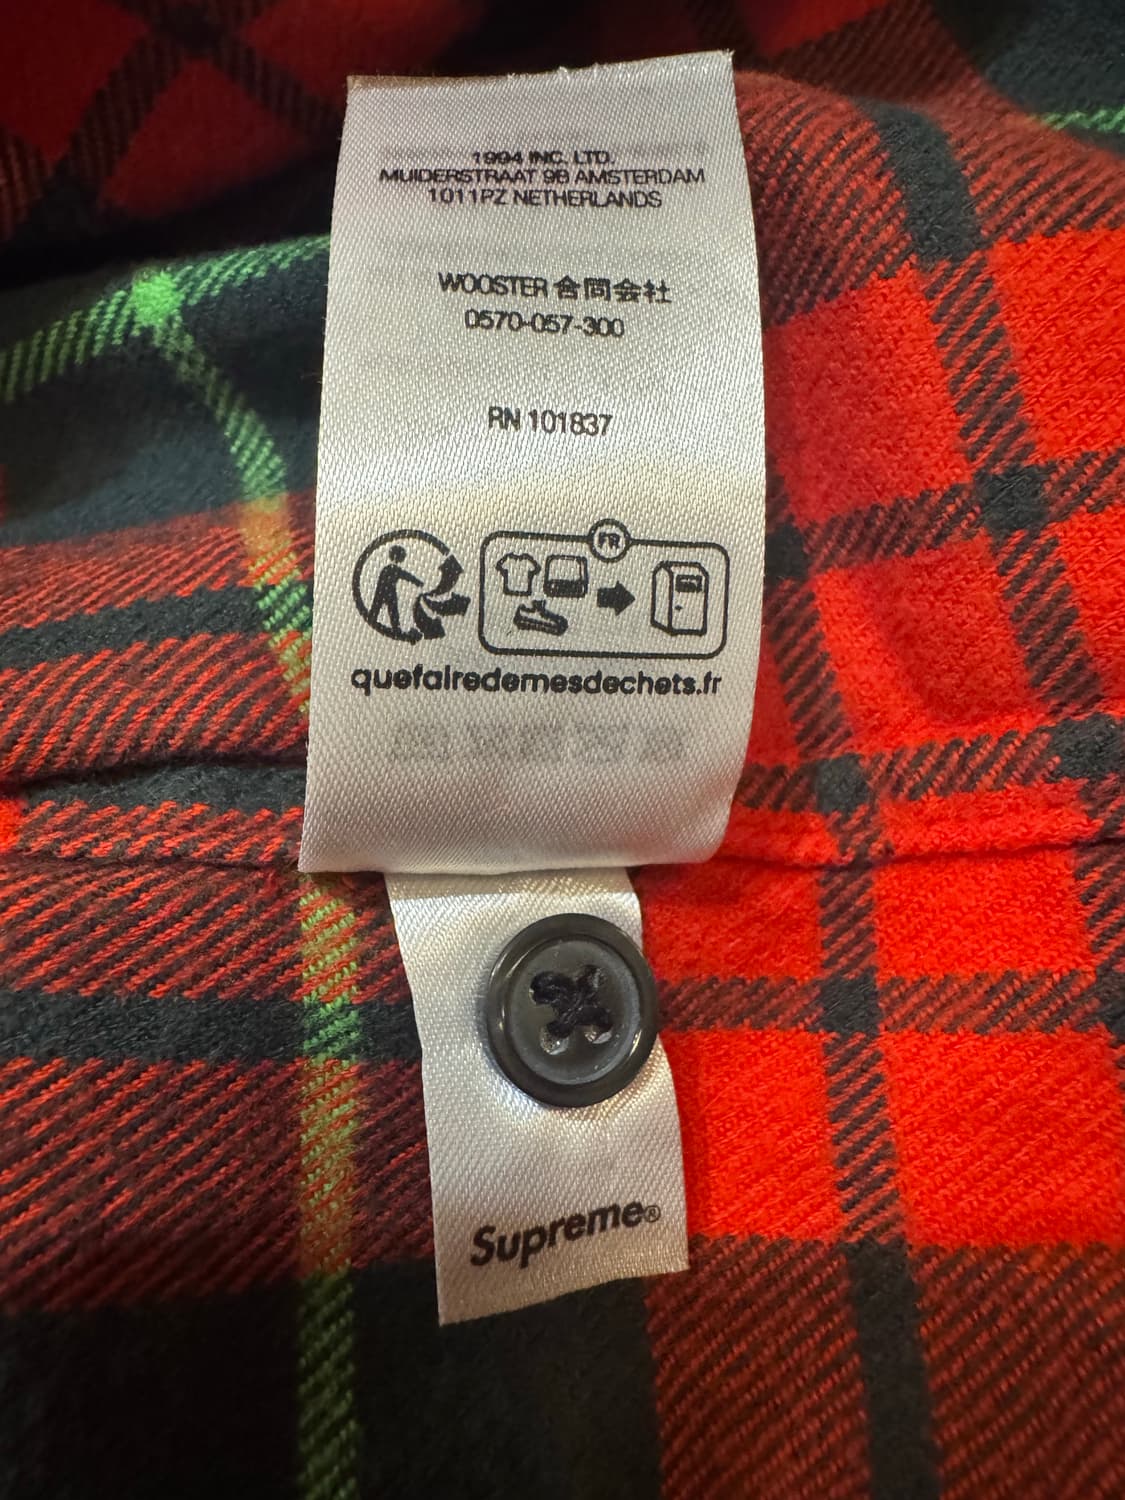 1994 INC. LTD.
MUIDERSTRAAT 9B AMSTERDAM
1011PZ NETHERLANDS
WOOSTER 合同会社
0570-057-300
RN 101837
FR
quefairedemesdechets.fr
Supreme®